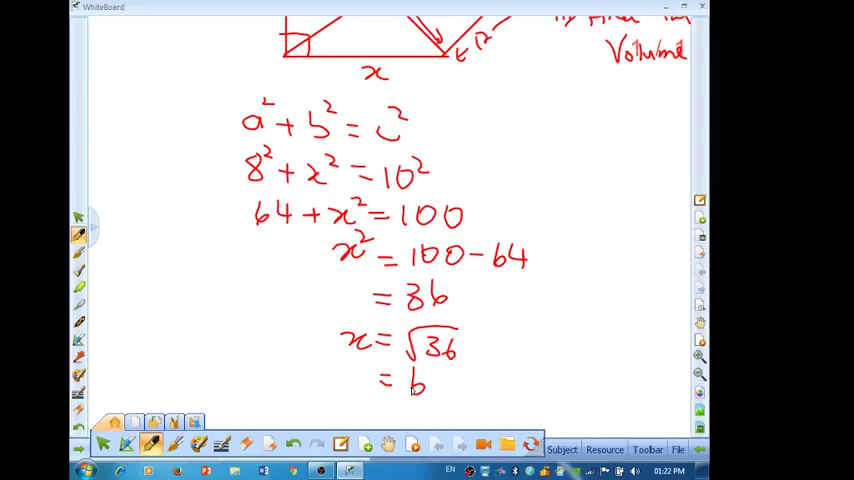 WhiteBoard
Volume
x
12
a² + b² = c²
8² + x² = 10²
64 + x² = 100
x² = 100 - 64
= 36
x = √36
= 6
Subject Resource Toolbar File
EN 01:22 PM